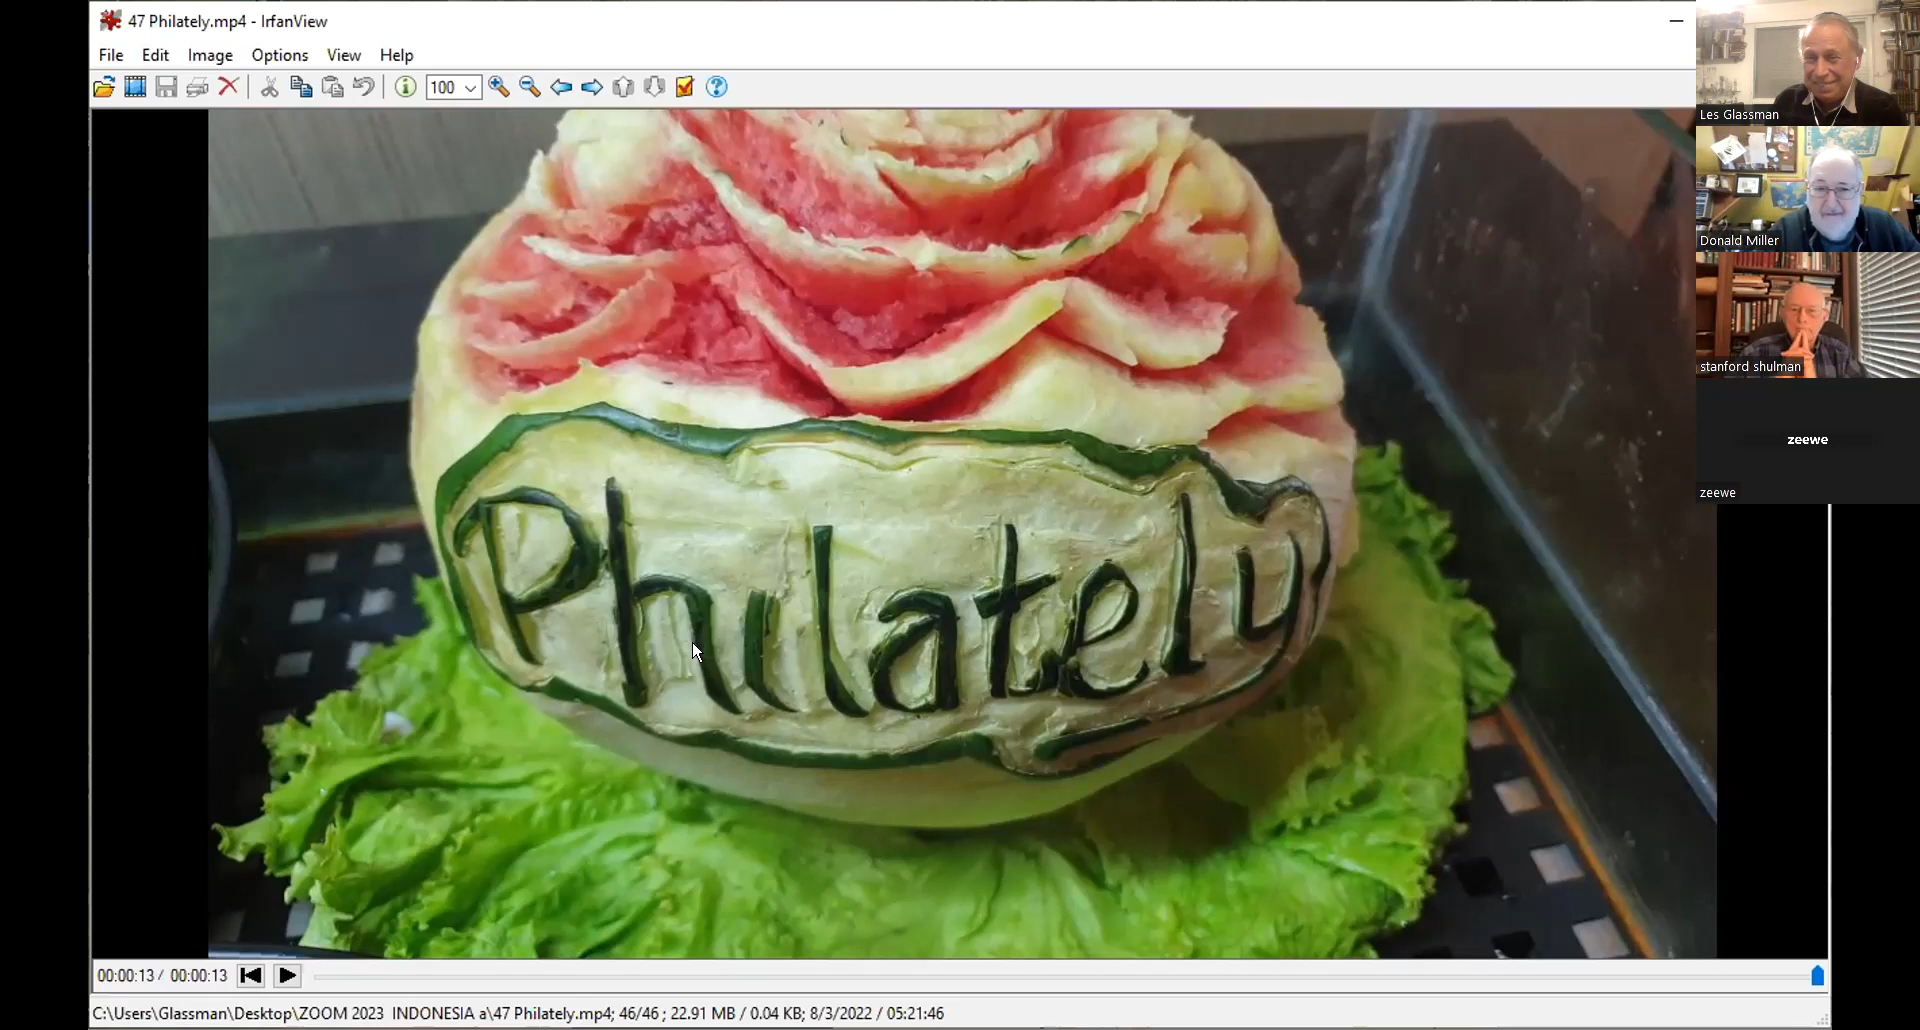 47 Philately.mp4 - IrfanView
File Edit Image Options View Help
100
Philately
Les Glassman
Donald Miller
stanford shulman
zeewe
zeewe
00:00:13 / 00:00:13
C:\Users\Glassman\Desktop\ZOOM 2023  INDONESIA a\47 Philately.mp4; 46/46 ; 22.91 MB / 0.04 KB; 8/3/2022 / 05:21:46